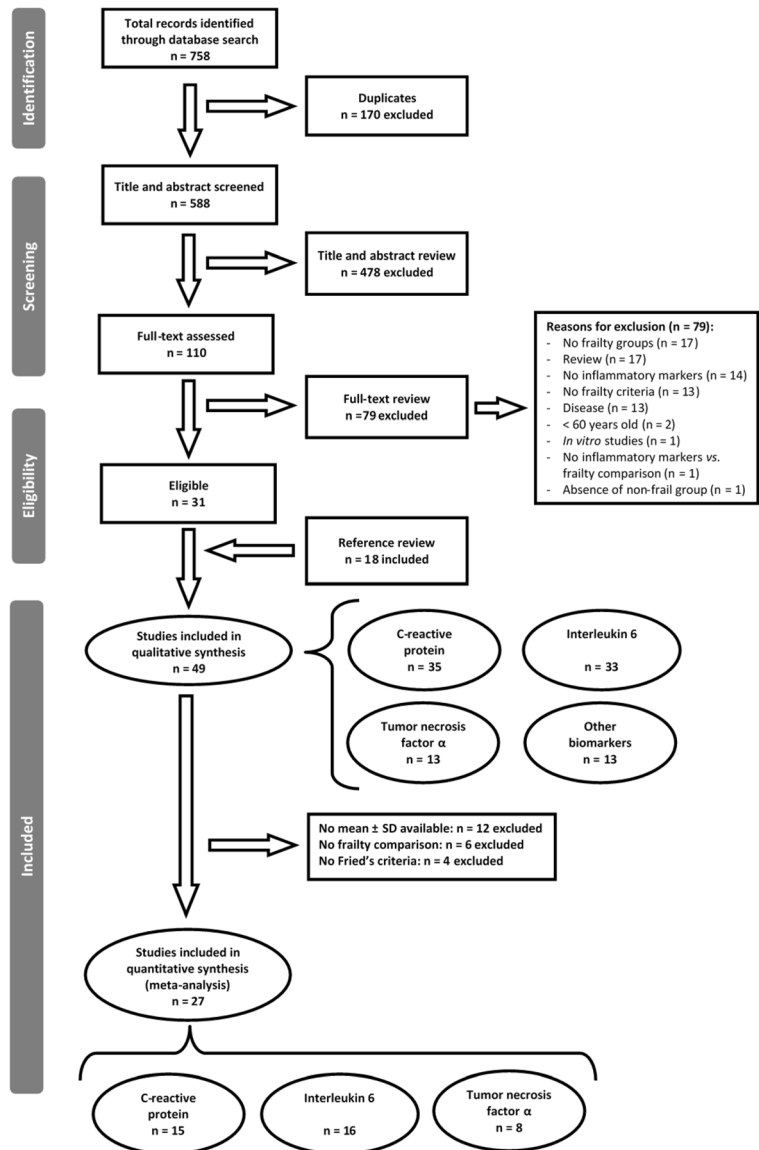 Identification
Total records identified
through database search
n = 758
Duplicates
n = 170 excluded
Screening
Title and abstract screened
n = 588
Title and abstract review
n = 478 excluded
Full-text assessed
n = 110
Full-text review
n =79 excluded
Reasons for exclusion (n = 79):
- No frailty groups (n = 17)
- Review (n = 17)
- No inflammatory markers (n = 14)
- No frailty criteria (n = 13)
- Disease (n = 13)
- < 60 years old (n = 2)
- In vitro studies (n = 1)
- No inflammatory markers vs.
frailty comparison (n = 1)
- Absence of non-frail group (n = 1)
Eligibility
Eligible
n = 31
Reference review
n = 18 included
Included
Studies included in
qualitative synthesis
n = 49
C-reactive
protein
n = 35
Interleukin 6
n = 33
Tumor necrosis
factor α
n = 13
Other
biomarkers
n = 13
No mean ± SD available: n = 12 excluded
No frailty comparison: n = 6 excluded
No Fried's criteria: n = 4 excluded
Studies included in
quantitative synthesis
(meta-analysis)
n = 27
C-reactive
protein
n = 15
Interleukin 6
n = 16
Tumor necrosis
factor α
n = 8